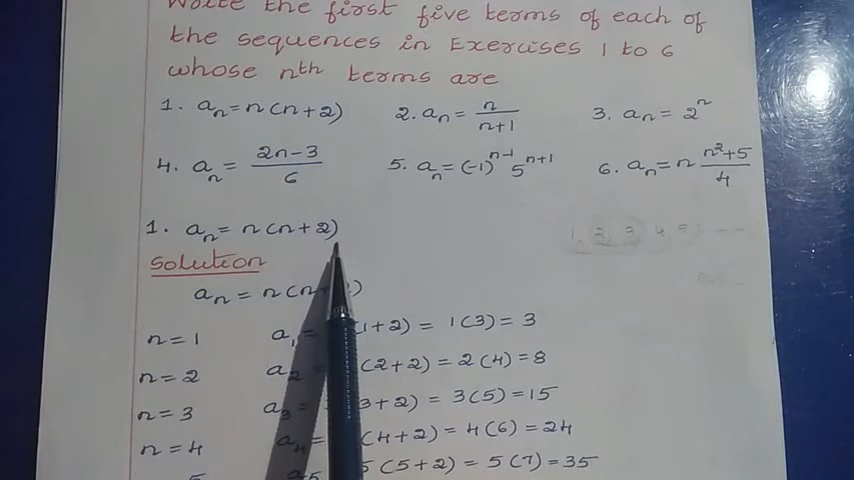 Write the first five terms of each of
the sequences in Exercises 1 to 6
whose nth terms are
1. aₙ = n(n+2) 2. aₙ = n/(n+1) 3. aₙ = 2ⁿ
4. aₙ = (2n-3)/6 5. aₙ = (-1)ⁿ⁻¹ 5ⁿ⁺¹ 6. aₙ = n (n²+5)/4
1. aₙ = n(n+2)
Solution
aₙ = n(n+ )
n=1 a₁ = (1+2) = 1(3) = 3
n=2 a₂ = (2+2) = 2(4) = 8
n=3 a₃ = (3+2) = 3(5) = 15
n=4 a₄ = (4+2) = 4(6) = 24
5 a₅ (5+2) = 5(7) = 35